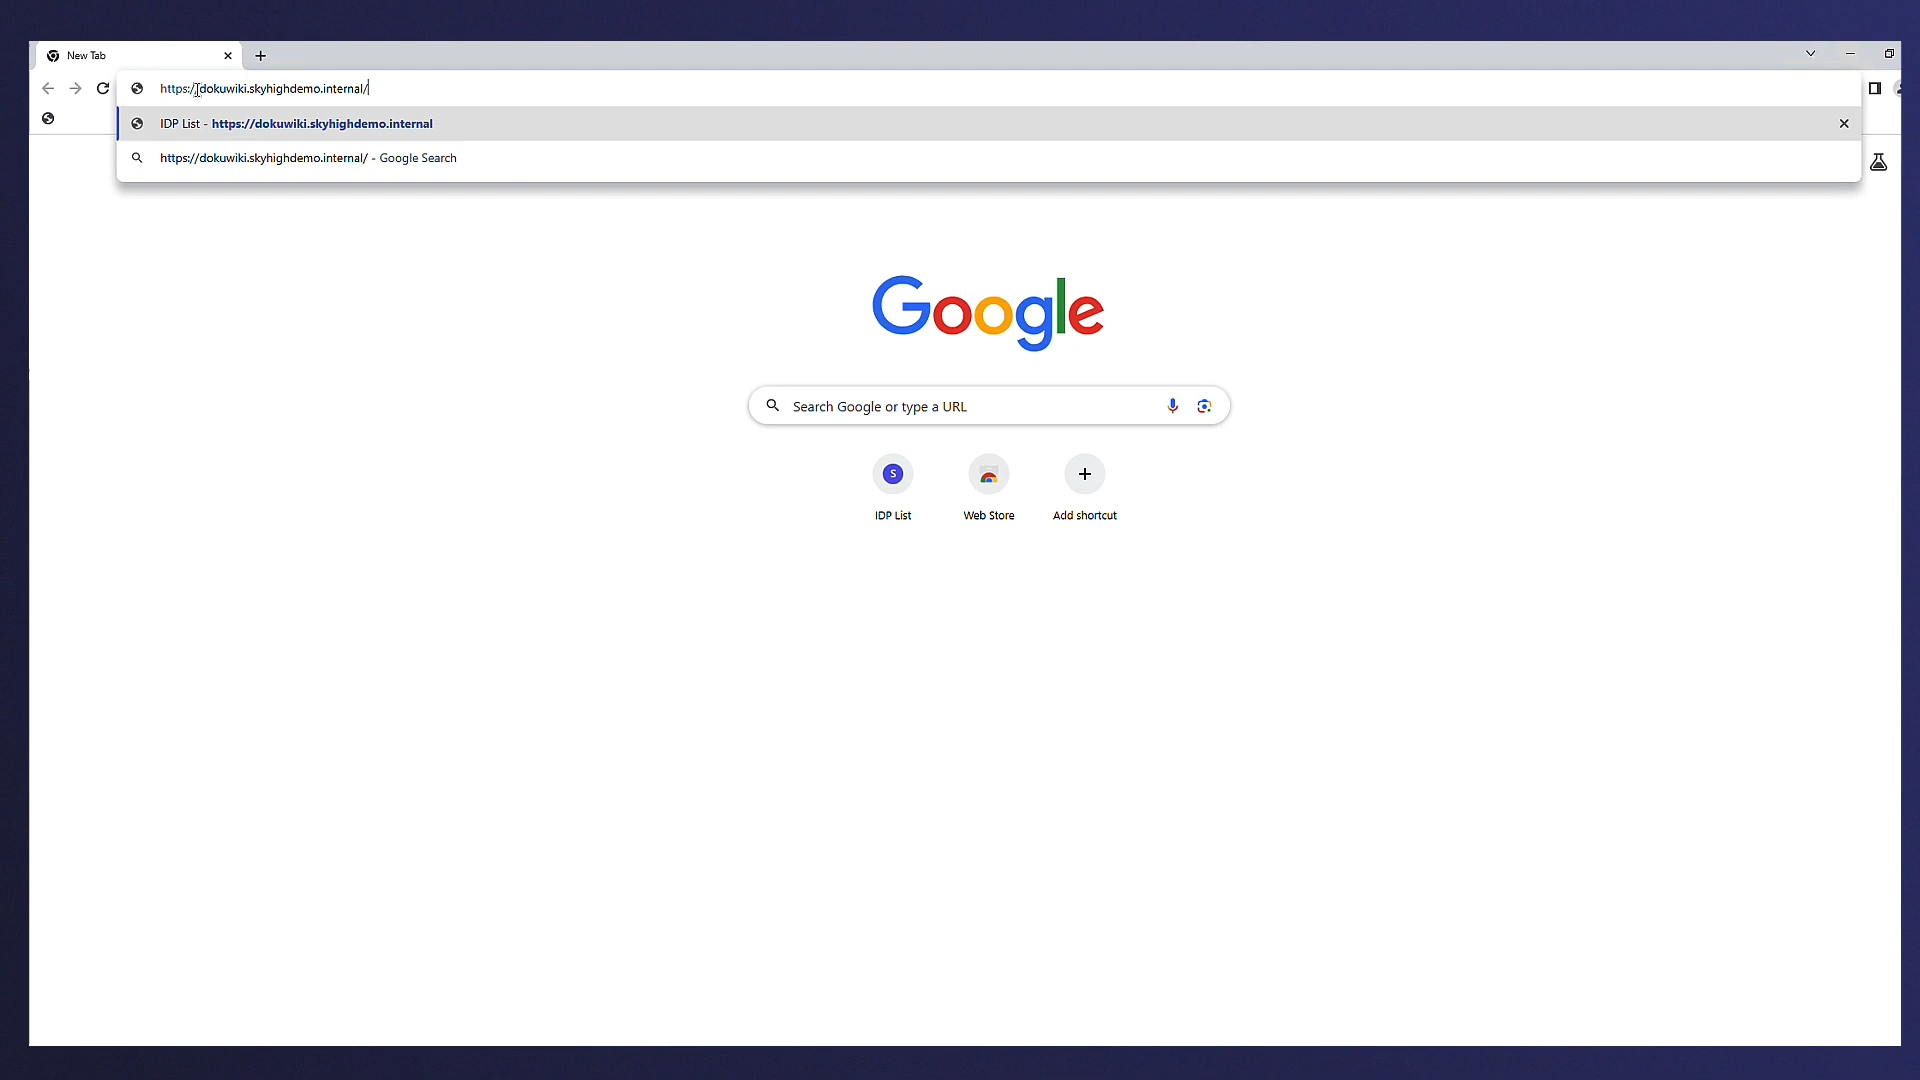 New Tab
https://dokuwiki.skyhighdemo.internal/
IDP List - https://dokuwiki.skyhighdemo.internal
https://dokuwiki.skyhighdemo.internal/ - Google Search
Google
Search Google or type a URL
S
IDP List
Web Store
Add shortcut